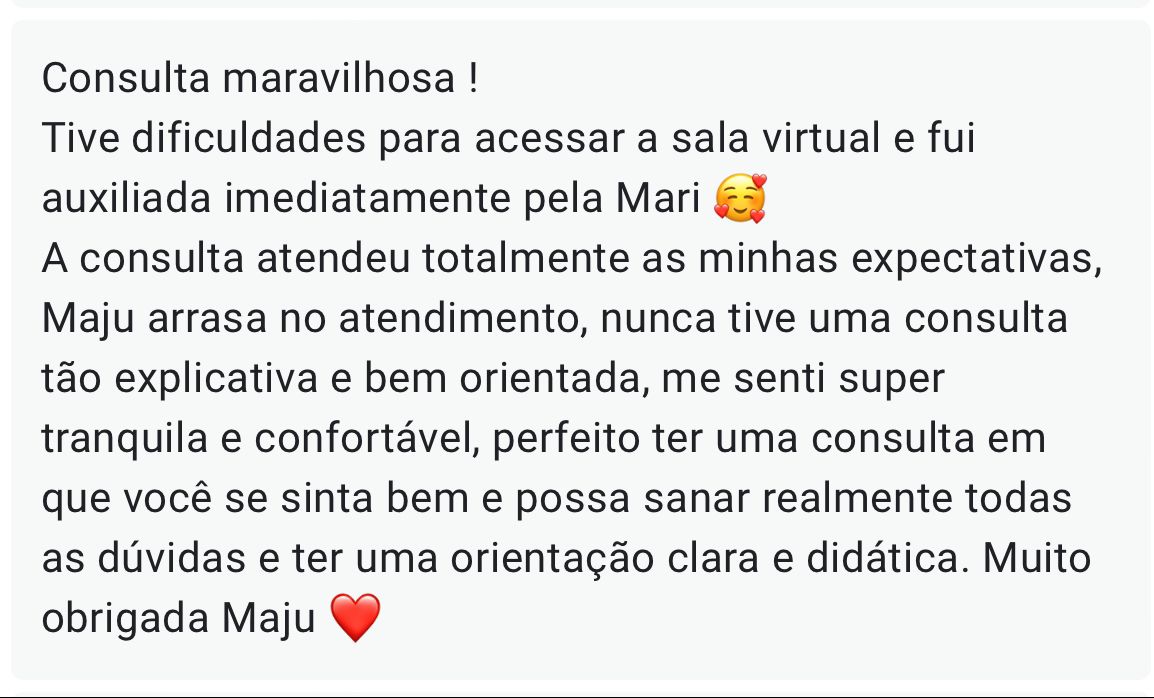 Consulta maravilhosa !
Tive dificuldades para acessar a sala virtual e fui
auxiliada imediatamente pela Mari 🥰
A consulta atendeu totalmente as minhas expectativas,
Maju arrasa no atendimento, nunca tive uma consulta
tão explicativa e bem orientada, me senti super
tranquila e confortável, perfeito ter uma consulta em
que você se sinta bem e possa sanar realmente todas
as dúvidas e ter uma orientação clara e didática. Muito
obrigada Maju ❤️